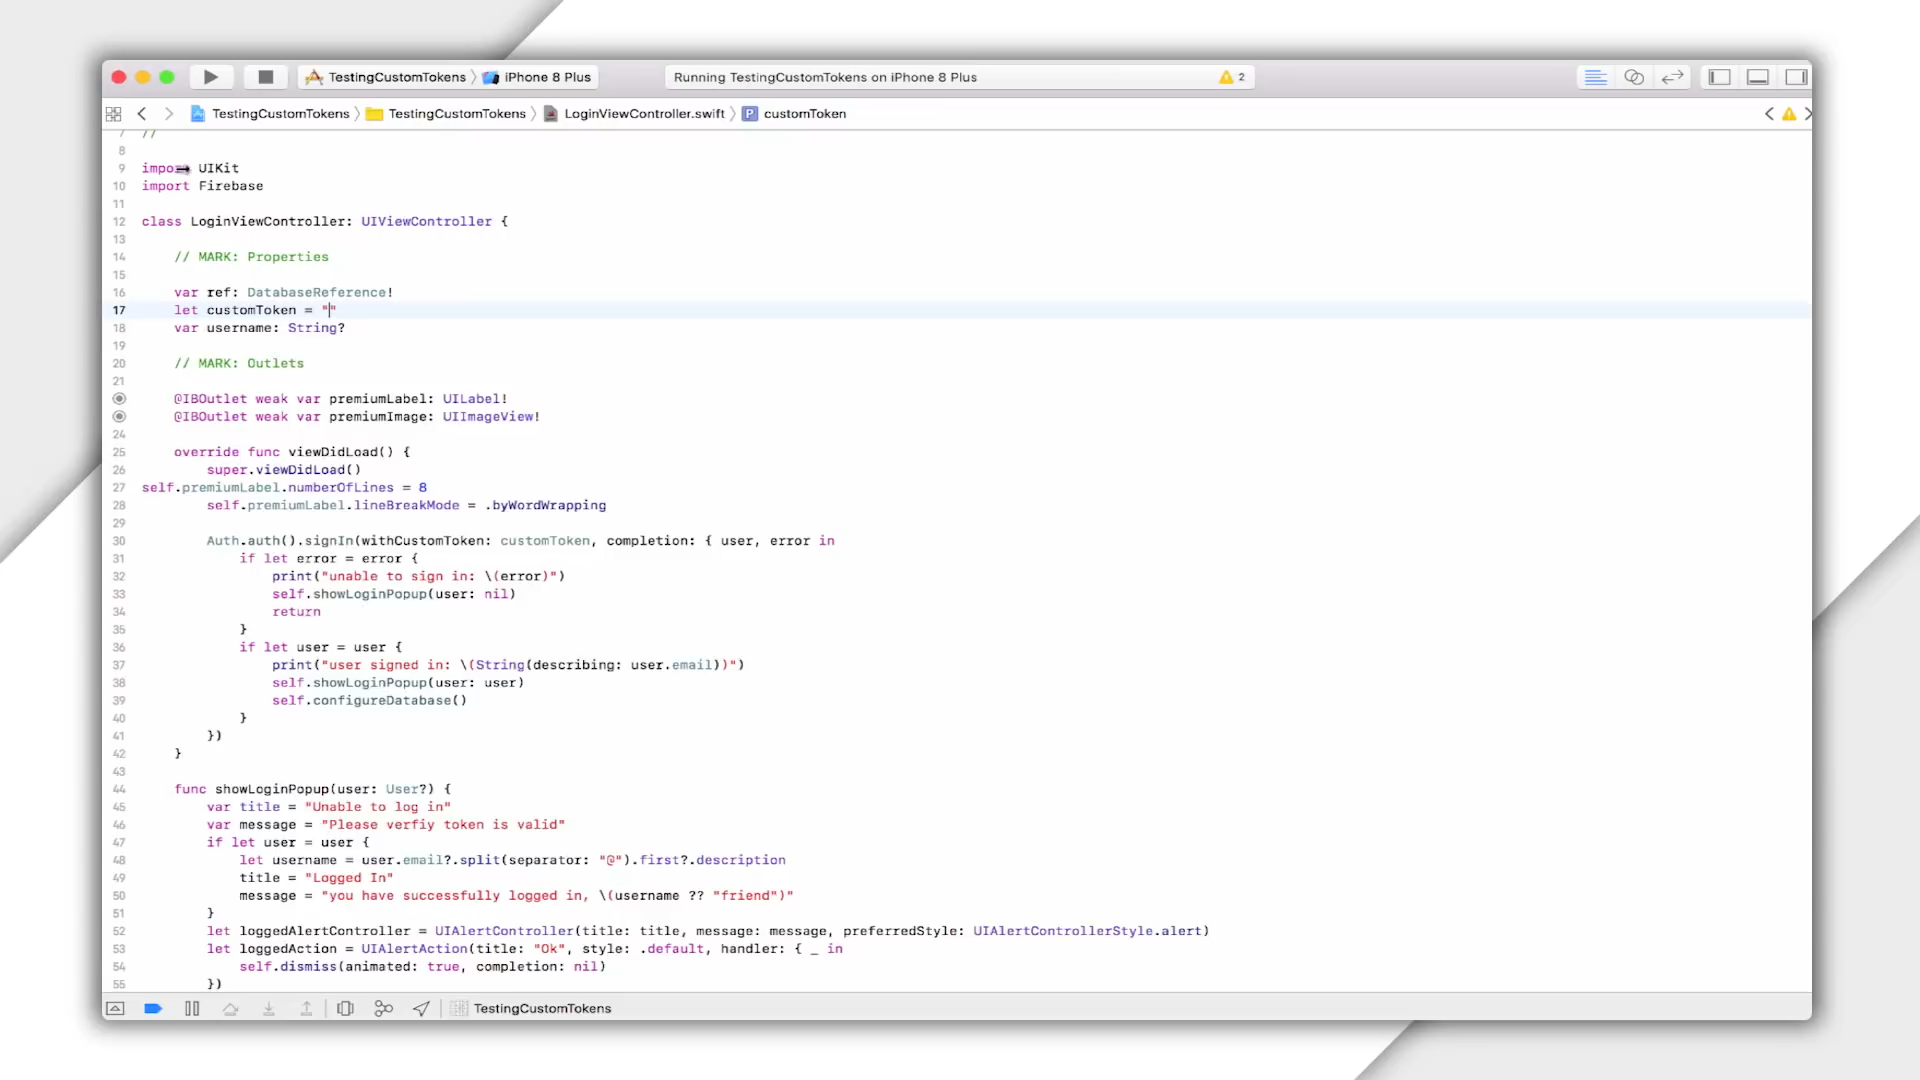 TestingCustomTokens iPhone 8 Plus Running TestingCustomTokens on iPhone 8 Plus 2
TestingCustomTokens TestingCustomTokens LoginViewController.swift P customToken
7 //
8
9 import UIKit
10 import Firebase
11
12 class LoginViewController: UIViewController {
13
14 // MARK: Properties
15
16 var ref: DatabaseReference!
17 let customToken = ""
18 var username: String?
19
20 // MARK: Outlets
21
@IBOutlet weak var premiumLabel: UILabel!
@IBOutlet weak var premiumImage: UIImageView!
24
25 override func viewDidLoad() {
26 super.viewDidLoad()
27 self.premiumLabel.numberOfLines = 8
28 self.premiumLabel.lineBreakMode = .byWordWrapping
29
30 Auth.auth().signIn(withCustomToken: customToken, completion: { user, error in
31 if let error = error {
32 print("unable to sign in: \(error)")
33 self.showLoginPopup(user: nil)
34 return
35 }
36 if let user = user {
37 print("user signed in: \(String(describing: user.email))")
38 self.showLoginPopup(user: user)
39 self.configureDatabase()
40 }
41 })
42 }
43
44 func showLoginPopup(user: User?) {
45 var title = "Unable to log in"
46 var message = "Please verfiy token is valid"
47 if let user = user {
48 let username = user.email?.split(separator: "@").first?.description
49 title = "Logged In"
50 message = "you have successfully logged in, \(username ?? "friend")"
51 }
52 let loggedAlertController = UIAlertController(title: title, message: message, preferredStyle: UIAlertControllerStyle.alert)
53 let loggedAction = UIAlertAction(title: "Ok", style: .default, handler: { _ in
54 self.dismiss(animated: true, completion: nil)
55 })
TestingCustomTokens